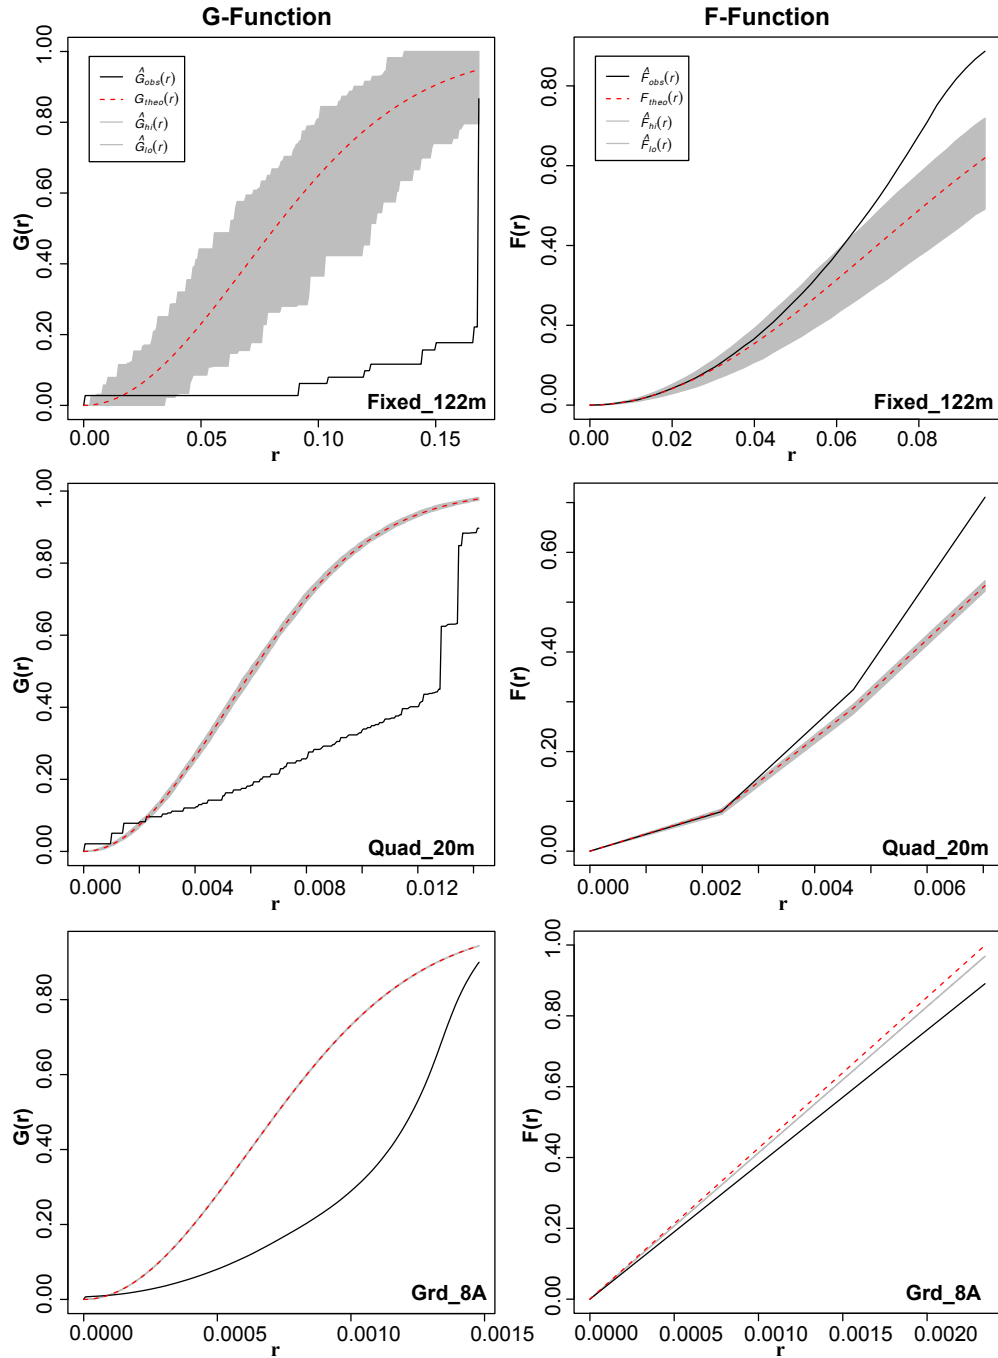 G-Function
F-Function
1.00
0.80
0.60
0.40
0.20
0.00
G(r)
Ĝobs(r)
Gtheo(r)
Ĝhi(r)
Ĝlo(r)
Fixed_122m
0.00
0.05
0.10
0.15
r
0.80
0.60
0.40
0.20
0.00
F(r)
F̂obs(r)
Ftheo(r)
F̂hi(r)
F̂lo(r)
Fixed_122m
0.00
0.02
0.04
0.06
0.08
r
1.00
0.80
0.60
0.40
0.20
0.00
G(r)
Quad_20m
0.000
0.004
0.008
0.012
r
0.60
0.40
0.20
0.00
F(r)
Quad_20m
0.000
0.002
0.004
0.006
r
0.80
0.60
0.40
0.20
0.00
G(r)
Grd_8A
0.0000
0.0005
0.0010
0.0015
r
1.00
0.80
0.60
0.40
0.20
0.00
F(r)
Grd_8A
0.0000
0.0005
0.0010
0.0015
0.0020
r